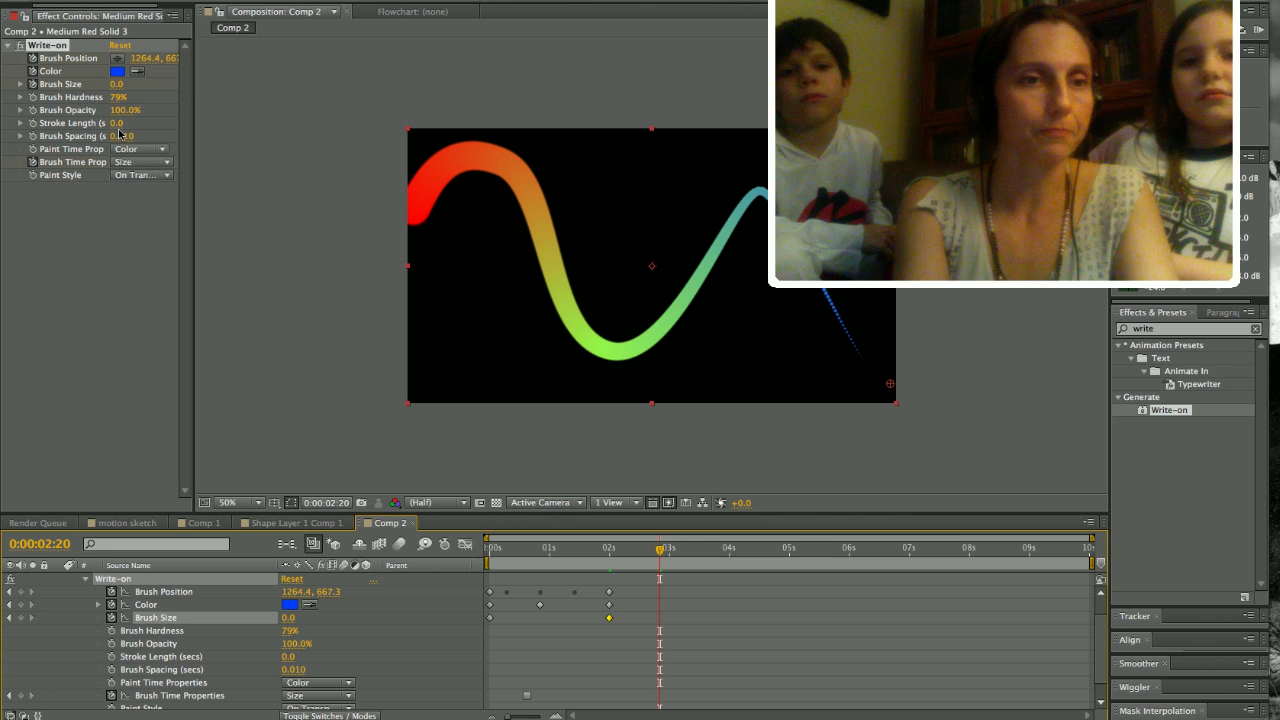 Effect Controls: Medium Red So
Comp 2 • Medium Red Solid 3
fx Write-on Reset
Brush Position 1264.4, 667
Color
Brush Size 0.0
Brush Hardness 79%
Brush Opacity 100.0%
Stroke Length (s 0.0
Brush Spacing (s
Paint Time Prop Color
Brush Time Prop Size
Paint Style On Tran...
Composition: Comp 2 Flowchart: (none)
Comp 2
50% 0:00:02:20 (Half) Active Camera 1 View +0.0
Effects & Presets Paragra
write
* Animation Presets
Text
Animate In
Typewriter
Generate
Write-on
Tracker
Align
Smoother
Wiggler
Mask Interpolation
Render Queue motion sketch Comp 1 Shape Layer 1 Comp 1 Comp 2
0:00:02:20
# Source Name Parent
:00s 01s 02s 03s 04s 05s 06s 07s 08s 09s 10s
fx Write-on Reset ...
Brush Position 1264.4, 667.3
Color
Brush Size 0.0
Brush Hardness 79%
Brush Opacity 100.0%
Stroke Length (secs) 0.0
Brush Spacing (secs) 0.010
Paint Time Properties Color
Brush Time Properties Size
Toggle Switches / Modes